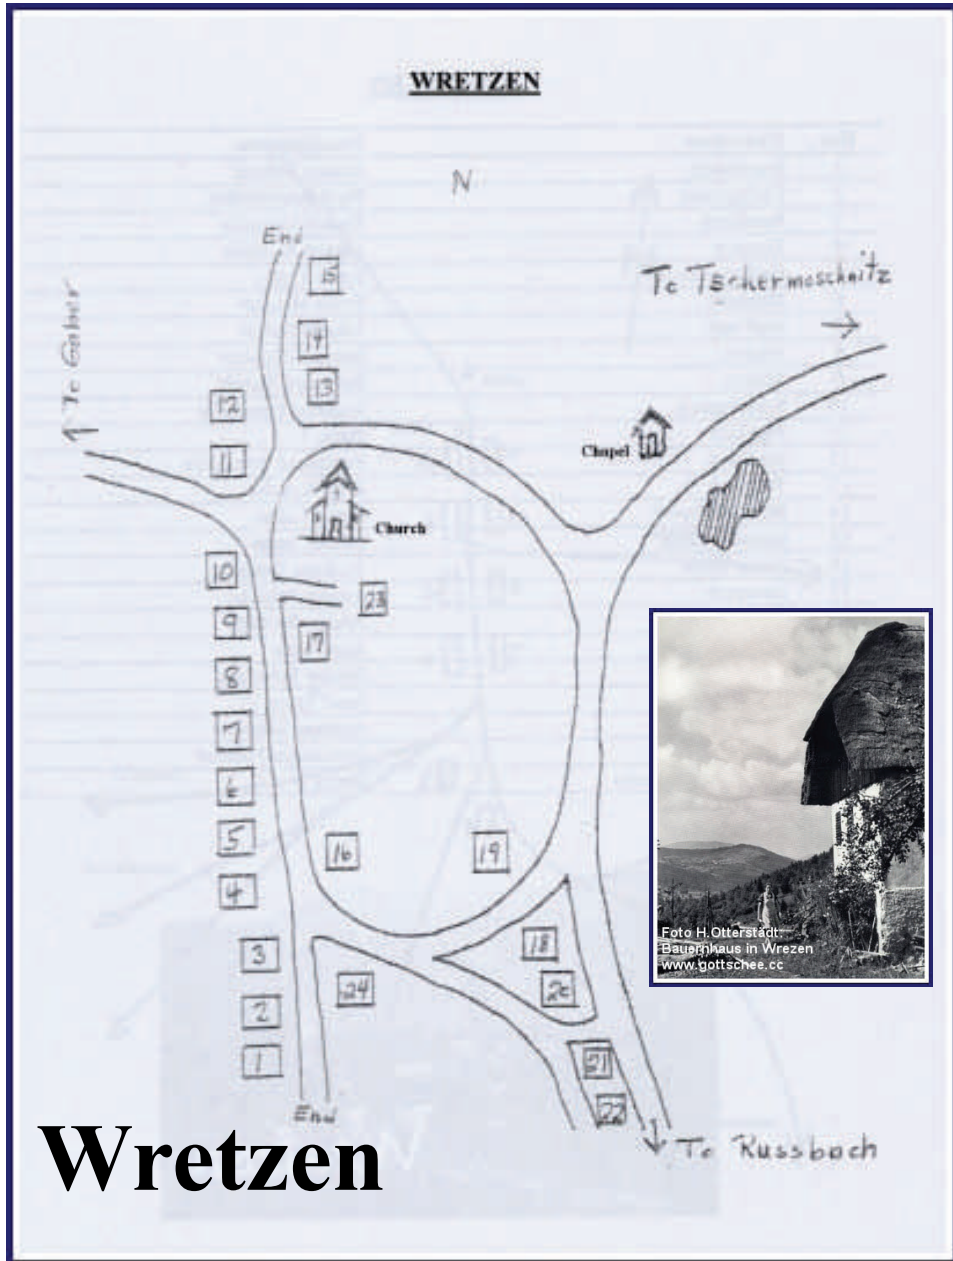 WRETZEN
N
End
15
To Tschermoschnitz
14
To Gaber
13
12
11
Chapel
Church
10
23
9
17
8
7
6
5
16
19
4
3
18
24
20
2
21
1
22
End
To Russbach
Foto H.Otterstädt:
Bauernhaus in Wrezen
www.gottschee.cc
Wretzen